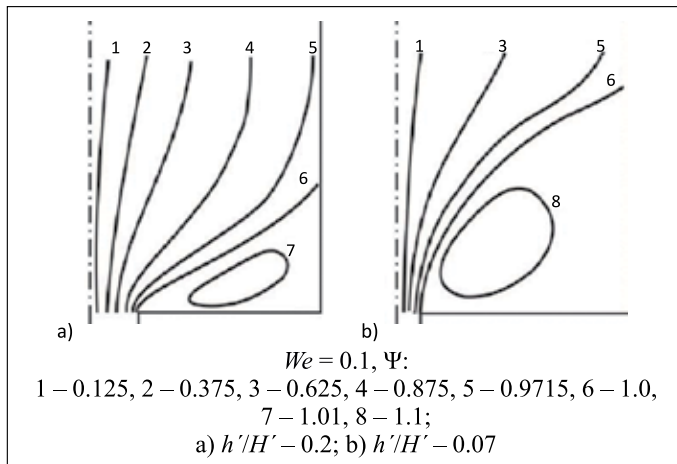 1 2 3 4 5
6
7
a)
1 3 5
6
8
b)
We = 0.1, Ψ:
1 – 0.125, 2 – 0.375, 3 – 0.625, 4 – 0.875, 5 – 0.9715, 6 – 1.0,
7 – 1.01, 8 – 1.1;
a) h′/H′ – 0.2; b) h′/H′ – 0.07